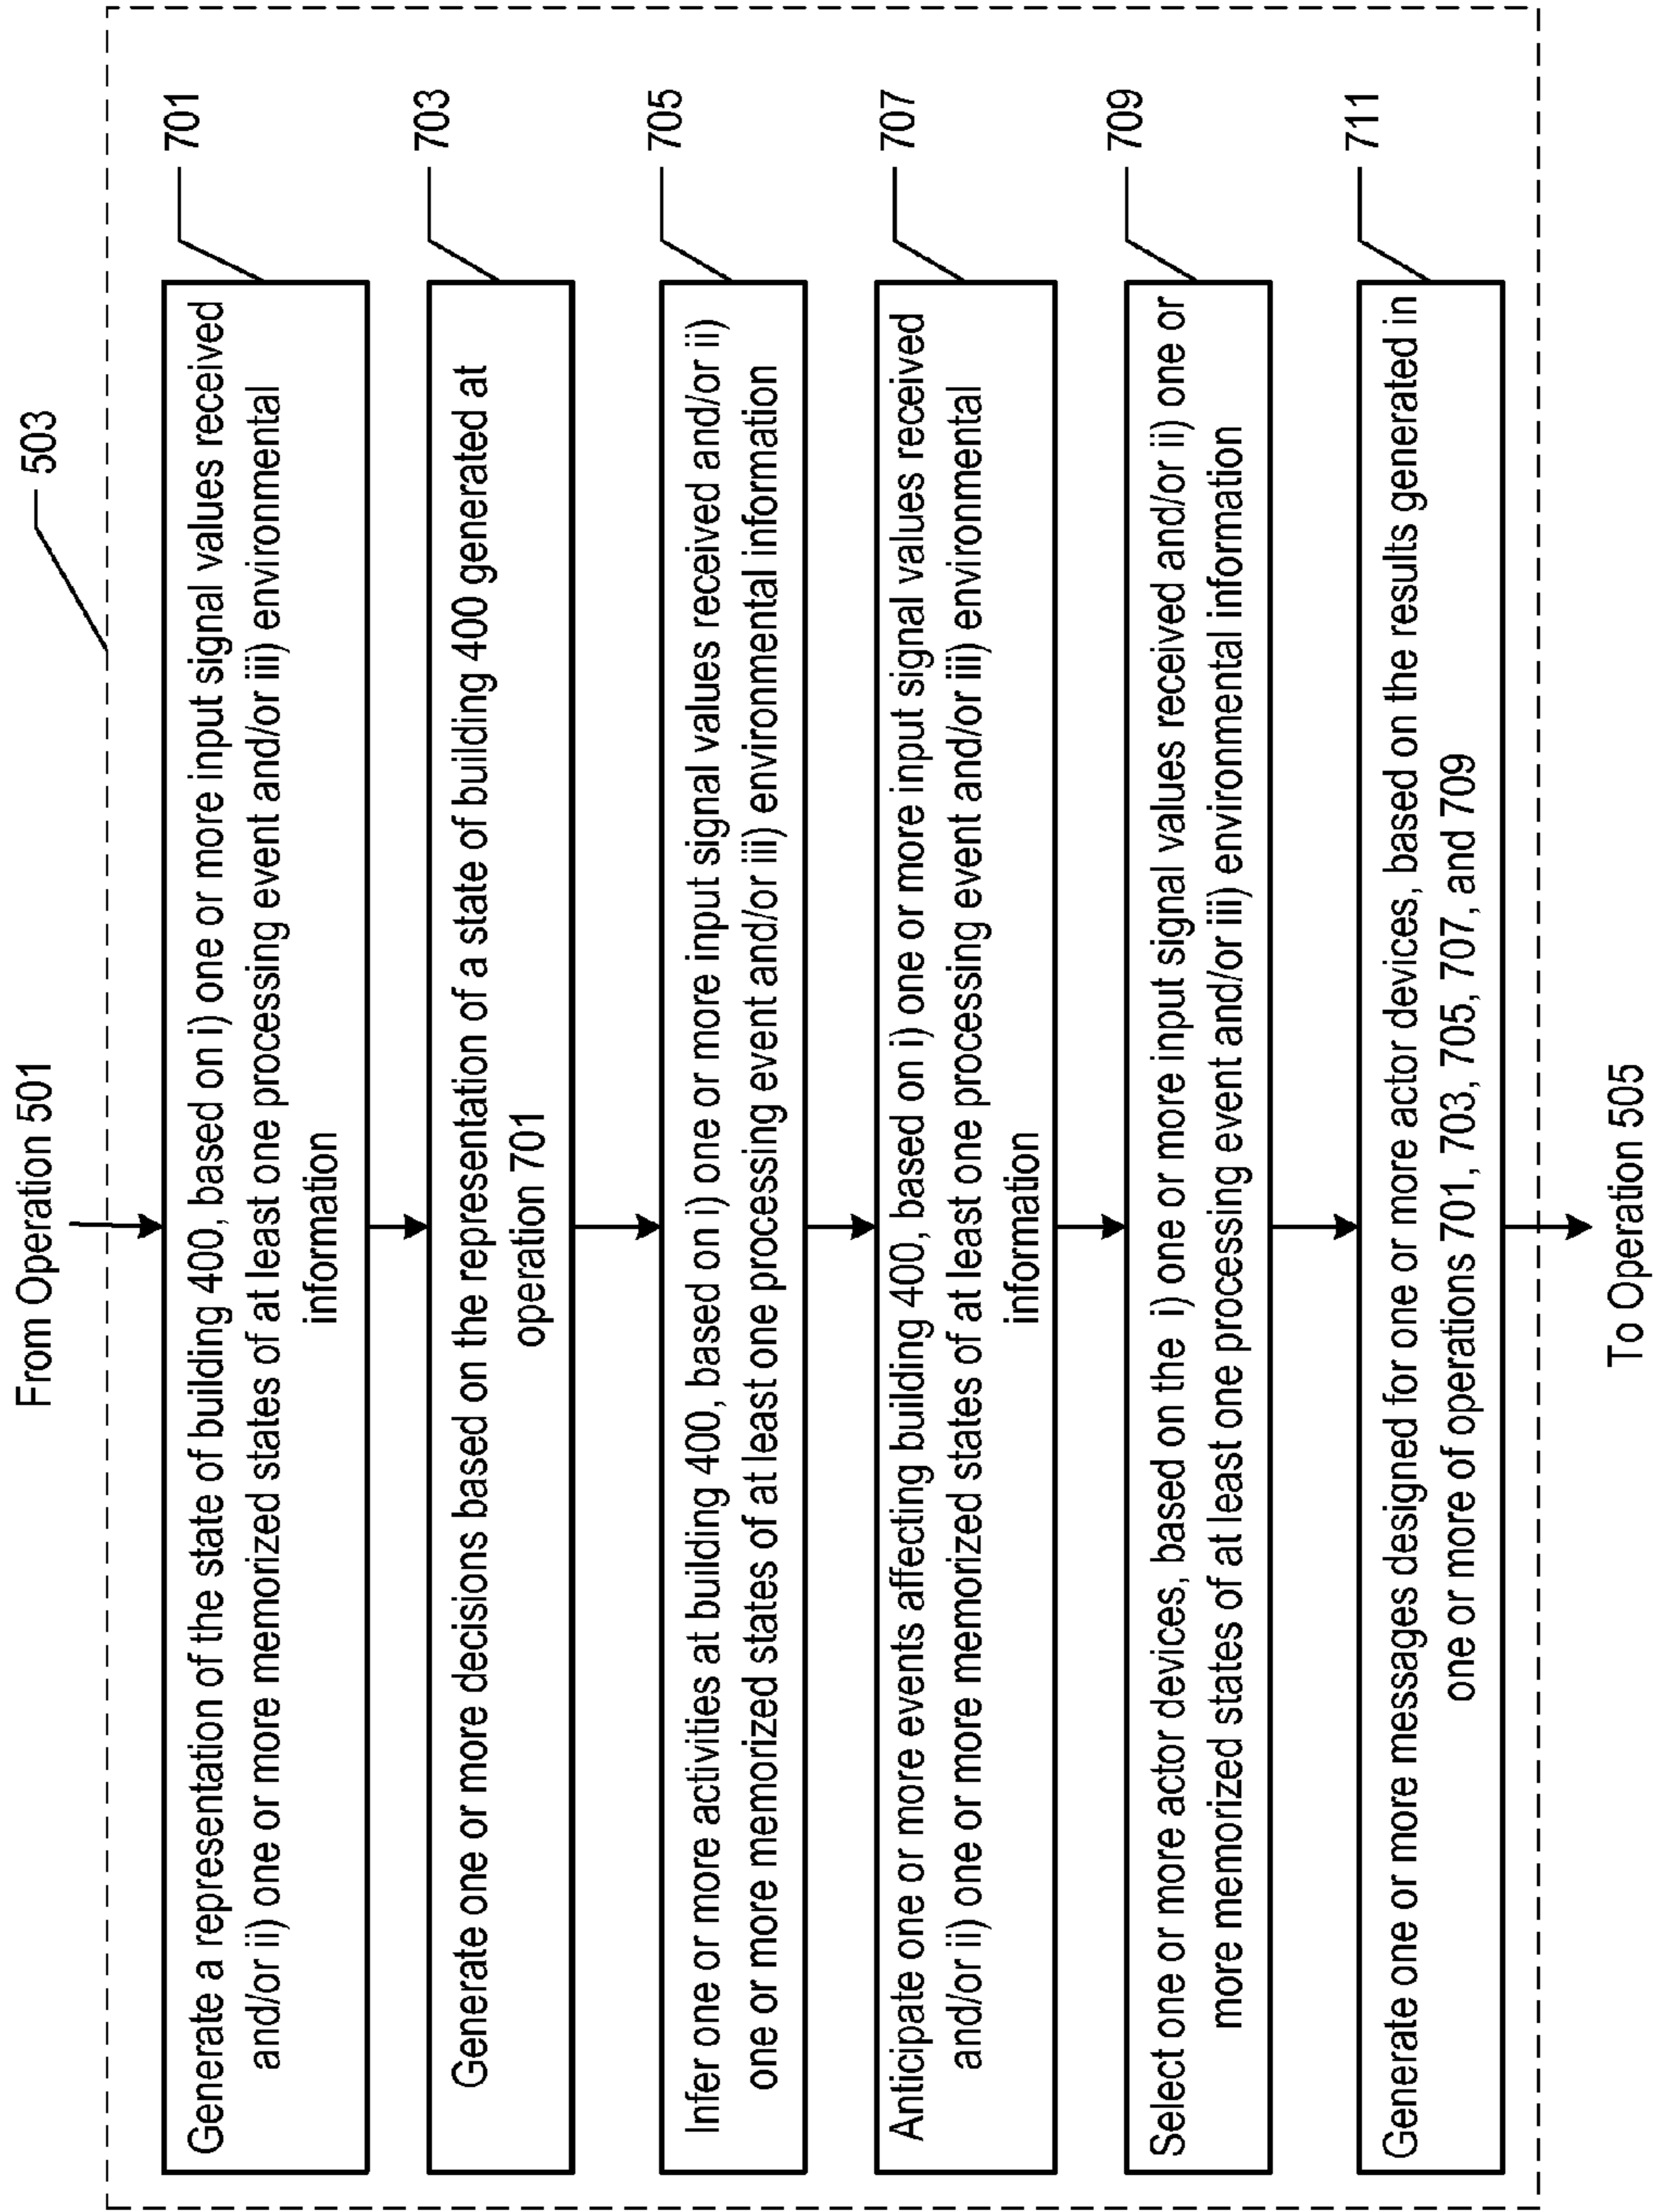 From Operation 501
503
701
Generate a representation of the state of building 400, based on i) one or more input signal values received
and/or ii) one or more memorized states of at least one processing event and/or iii) environmental
information
703
Generate one or more decisions based on the representation of a state of building 400 generated at
operation 701
705
Infer one or more activities at building 400, based on i) one or more input signal values received and/or ii)
one or more memorized states of at least one processing event and/or iii) environmental information
707
Anticipate one or more events affecting building 400, based on i) one or more input signal values received
and/or ii) one or more memorized states of at least one processing event and/or iii) environmental
information
709
Select one or more actor devices, based on the i) one or more input signal values received and/or ii) one or
more memorized states of at least one processing event and/or iii) environmental information
711
Generate one or more messages designed for one or more actor devices, based on the results generated in
one or more of operations 701, 703, 705, 707, and 709
To Operation 505